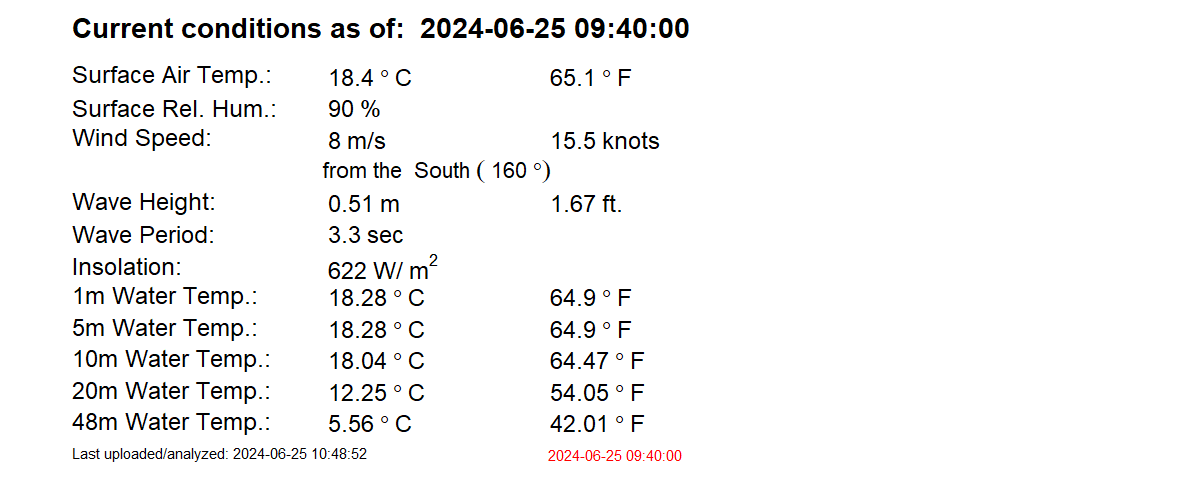 Current conditions as of: 2024-06-25 09:40:00
Surface Air Temp.: 18.4 ° C 65.1 ° F
Surface Rel. Hum.: 90 %
Wind Speed: 8 m/s 15.5 knots
from the South ( 160 °)
Wave Height: 0.51 m 1.67 ft.
Wave Period: 3.3 sec
Insolation: 622 W/ m²
1m Water Temp.: 18.28 ° C 64.9 ° F
5m Water Temp.: 18.28 ° C 64.9 ° F
10m Water Temp.: 18.04 ° C 64.47 ° F
20m Water Temp.: 12.25 ° C 54.05 ° F
48m Water Temp.: 5.56 ° C 42.01 ° F
Last uploaded/analyzed: 2024-06-25 10:48:52 2024-06-25 09:40:00